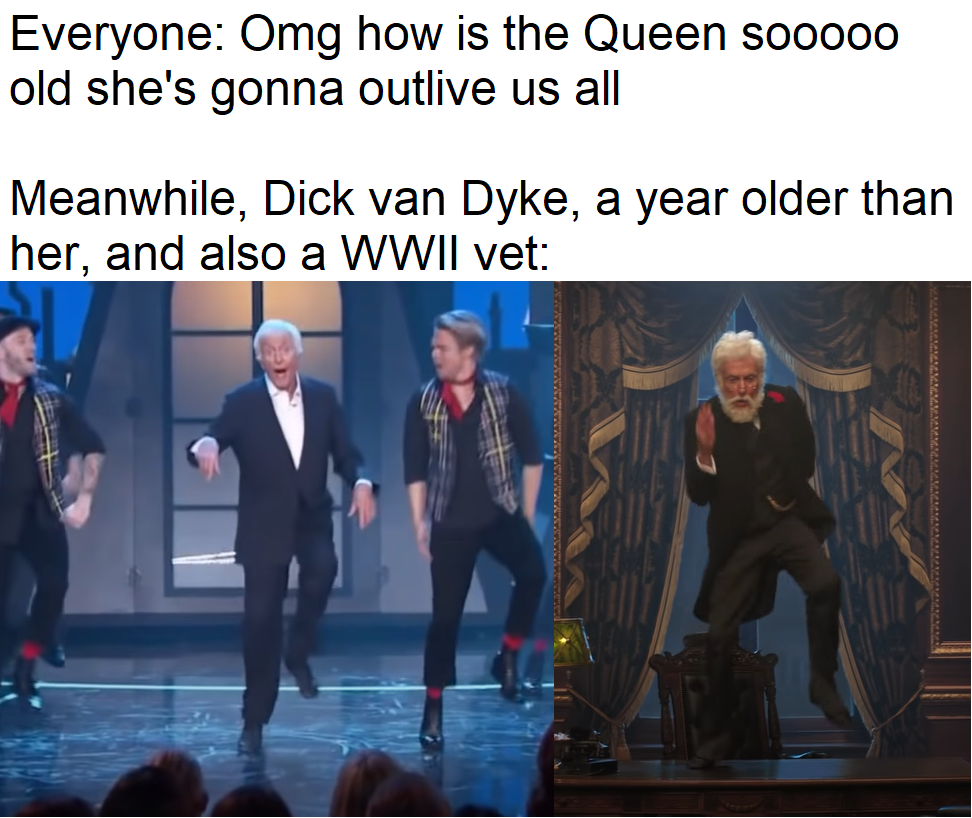 Everyone: Omg how is the Queen sooooo
old she's gonna outlive us all
Meanwhile, Dick van Dyke, a year older than
her, and also a WWII vet: